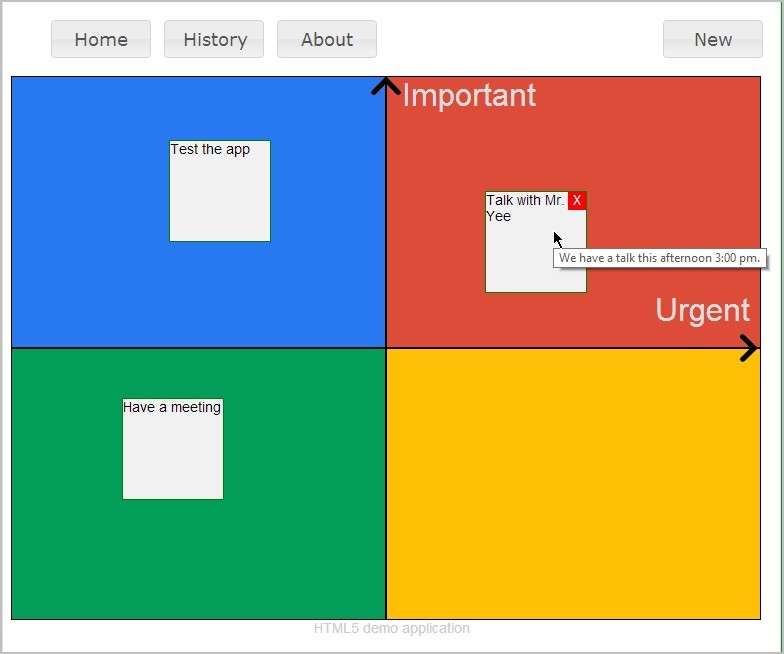 Home
History
About
New
Important
Test the app
Talk with Mr.
X
Yee
We have a talk this afternoon 3:00 pm.
Urgent
Have a meeting
HTML5 demo application